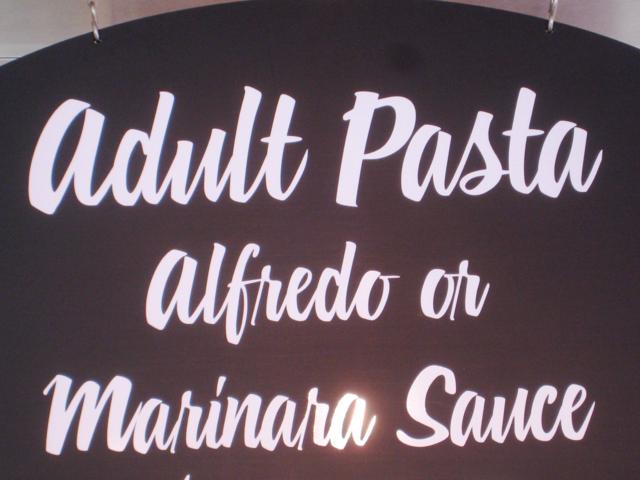 Adult Pasta
Alfredo or
Marinara Sauce